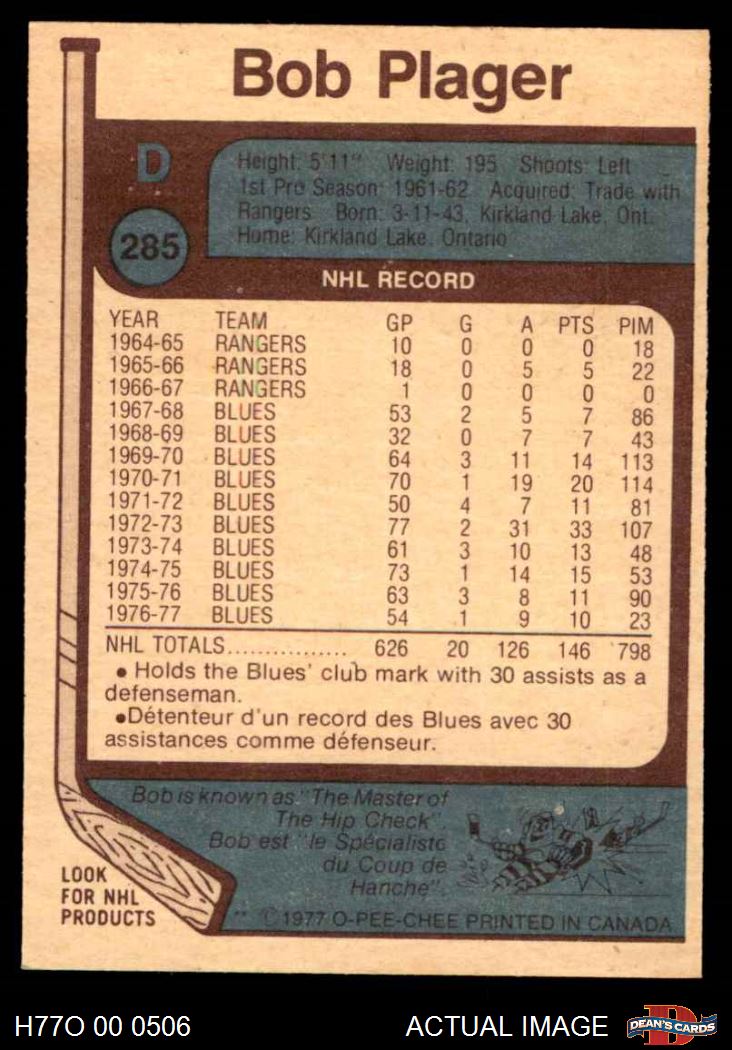 Bob Plager
D
285
Height: 5'11" Weight: 195 Shoots: Left
1st Pro Season: 1961-62 Acquired: Trade with
Rangers Born: 3-11-43, Kirkland Lake, Ont.
Home: Kirkland Lake, Ontario
NHL RECORD
YEAR TEAM GP G A PTS PIM
1964-65 RANGERS 10 0 0 0 18
1965-66 RANGERS 18 0 5 5 22
1966-67 RANGERS 1 0 0 0 0
1967-68 BLUES 53 2 5 7 86
1968-69 BLUES 32 0 7 7 43
1969-70 BLUES 64 3 11 14 113
1970-71 BLUES 70 1 19 20 114
1971-72 BLUES 50 4 7 11 81
1972-73 BLUES 77 2 31 33 107
1973-74 BLUES 61 3 10 13 48
1974-75 BLUES 73 1 14 15 53
1975-76 BLUES 63 3 8 11 90
1976-77 BLUES 54 1 9 10 23
NHL TOTALS................ 626 20 126 146 798
• Holds the Blues' club mark with 30 assists as a
defenseman.
•Détenteur d'un record des Blues avec 30
assistances comme défenseur.
Bob is known as "The Master of
The Hip Check".
Bob est "le Spécialiste
du Coup de
Hanche".
LOOK
FOR NHL
PRODUCTS
** ©1977 O-PEE-CHEE PRINTED IN CANADA
H77O 00 0506
ACTUAL IMAGE
D
DEAN'S CARDS